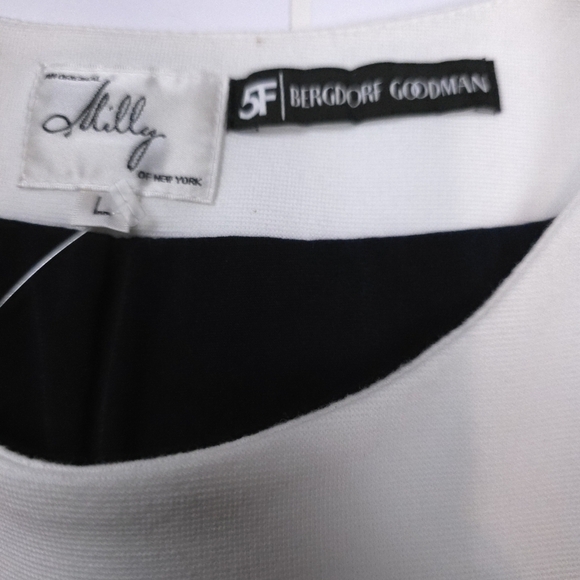 Milly
OF NEW YORK
L
5F | BERGDORF GOODMAN